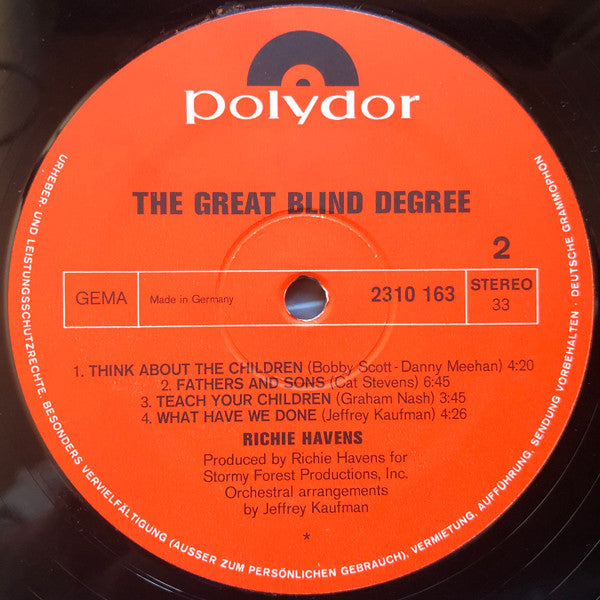 polydor
THE GREAT BLIND DEGREE
2
GEMA
Made in Germany
2310 163
STEREO
33
1. THINK ABOUT THE CHILDREN (Bobby Scott - Danny Meehan) 4:20
2. FATHERS AND SONS (Cat Stevens) 6:45
3. TEACH YOUR CHILDREN (Graham Nash) 3:45
4. WHAT HAVE WE DONE (Jeffrey Kaufman) 4:26
RICHIE HAVENS
Produced by Richie Havens for
Stormy Forest Productions, Inc.
Orchestral arrangements
by Jeffrey Kaufman
*
URHEBER- UND LEISTUNGSSCHUTZRECHTE. BESONDERS VERVIELFÄLTIGUNG (AUSSER ZUM PERSÖNLICHEN GEBRAUCH), VERMIETUNG, AUFFÜHRUNG, SENDUNG VORBEHALTEN · DEUTSCHE GRAMMOPHON